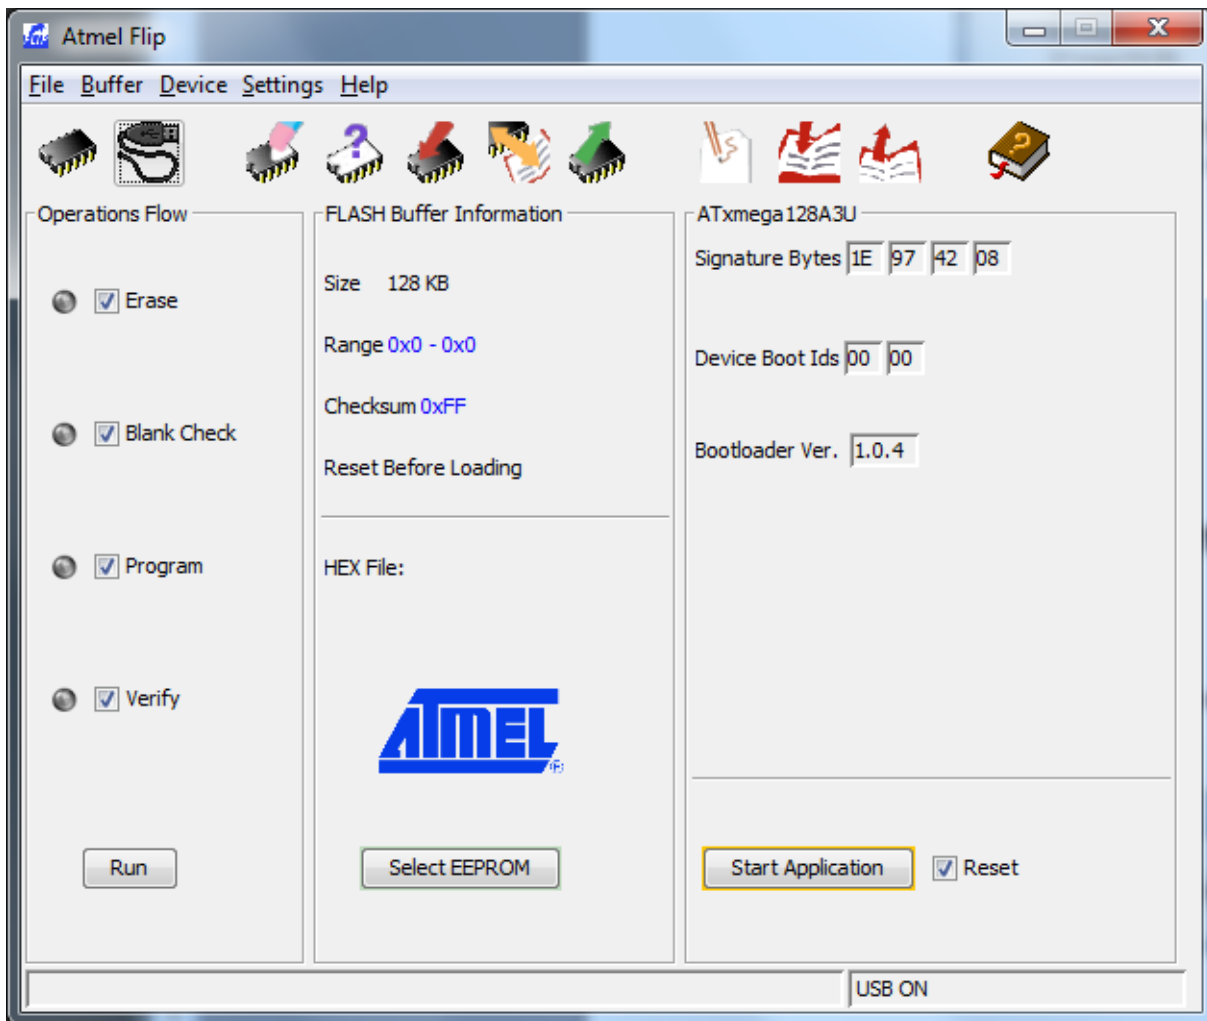 Atmel Flip
File Buffer Device Settings Help
Operations Flow
Erase
Blank Check
Program
Verify
Run
FLASH Buffer Information
Size 128 KB
Range 0x0 - 0x0
Checksum 0xFF
Reset Before Loading
HEX File:
ATMEL ®
Select EEPROM
ATxmega128A3U
Signature Bytes 1E 97 42 08
Device Boot Ids 00 00
Bootloader Ver. 1.0.4
Start Application Reset
USB ON